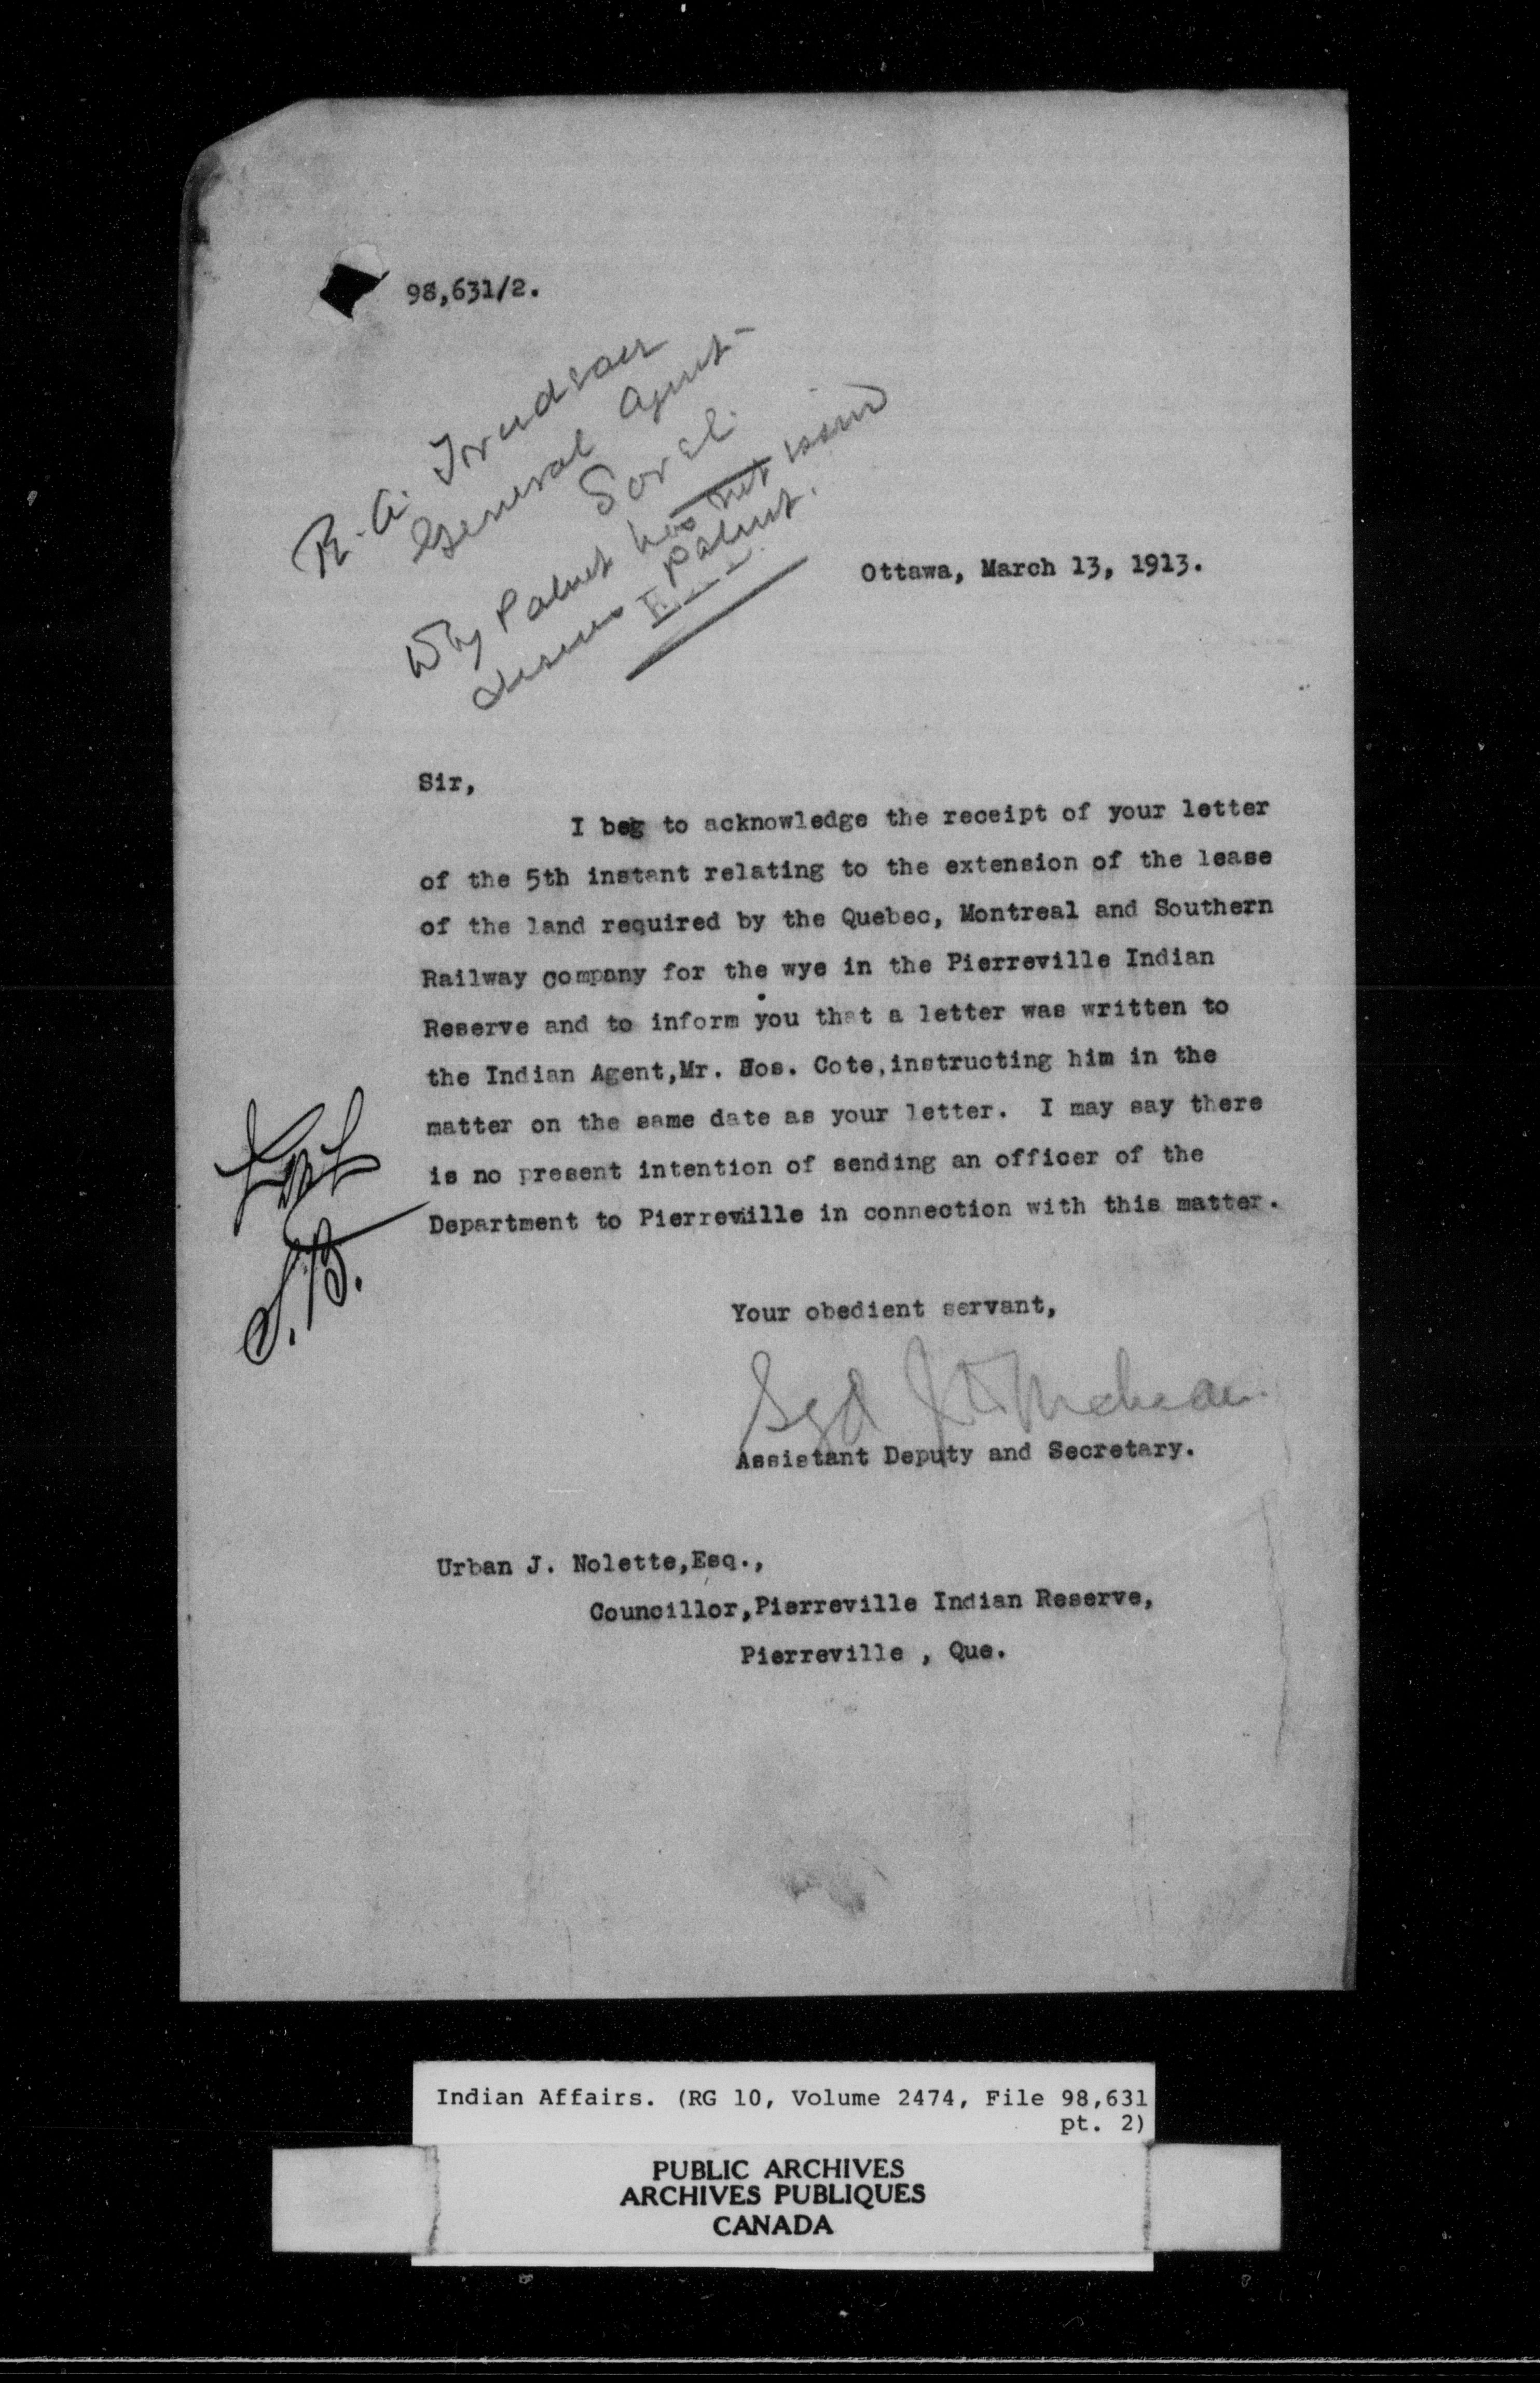 98,631/2.
R. A.
General Agent
Sorel.
Why Patent has not issued
Patent.
Ottawa, March 13, 1913.
Sir,
I beg to acknowledge the receipt of your letter
of the 5th instant relating to the extension of the lease
of the land required by the Quebec, Montreal and Southern
Railway company for the wye in the Pierreville Indian
Reserve and to inform you that a letter was written to
the Indian Agent,Mr. Jos. Cote,instructing him in the
matter on the same date as your letter. I may say there
is no present intention of sending an officer of the
Department to Pierreville in connection with this matter.
Your obedient servant,
Sgd J.D. McLean.
Assistant Deputy and Secretary.
Urban J. Nolette,Esq.,
Councillor,Pierreville Indian Reserve,
Pierreville , Que.
Indian Affairs. (RG 10, Volume 2474, File 98,631
pt. 2)
PUBLIC ARCHIVES
ARCHIVES PUBLIQUES
CANADA